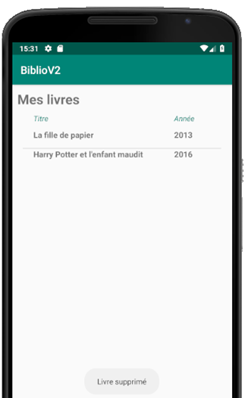 15:31
BiblioV2
Mes livres
Titre Année
La fille de papier 2013
Harry Potter et l'enfant maudit 2016
Livre supprimé